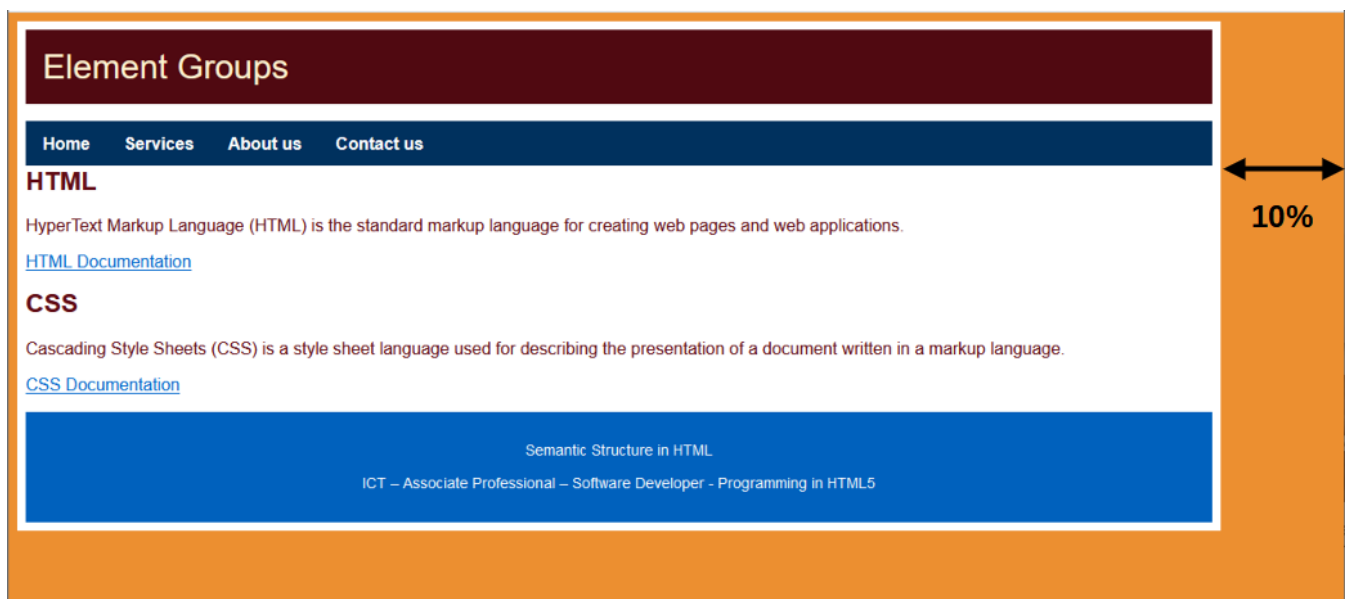 Element Groups
Home Services About us Contact us
HTML
HyperText Markup Language (HTML) is the standard markup language for creating web pages and web applications.
10%
HTML Documentation
CSS
Cascading Style Sheets (CSS) is a style sheet language used for describing the presentation of a document written in a markup language.
CSS Documentation
Semantic Structure in HTML
ICT – Associate Professional – Software Developer - Programming in HTML5